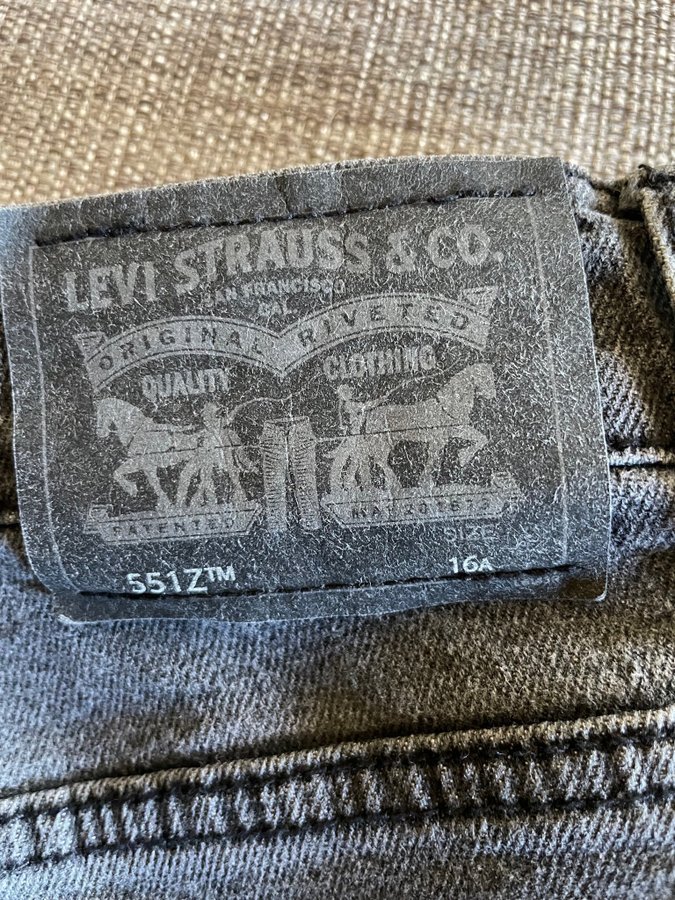 LEVI STRAUSS & CO.
SAN FRANCISCO
CAL.
ORIGINAL RIVETED
QUALITY CLOTHING
PATENTED MAY 20 1873
SIZE
551Z™ 16A